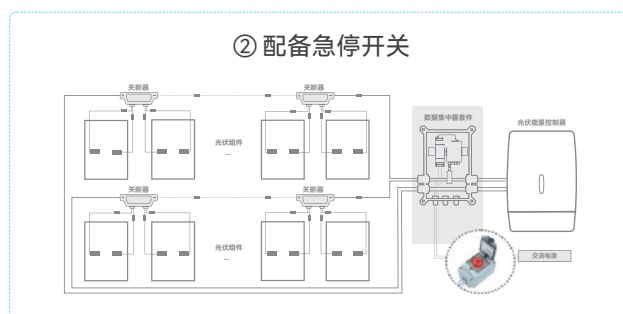 ② 配备急停开关
关断器
关断器
数据集中器套件
光伏能量控制器
光伏组件
...
关断器
关断器
光伏组件
...
交流电源